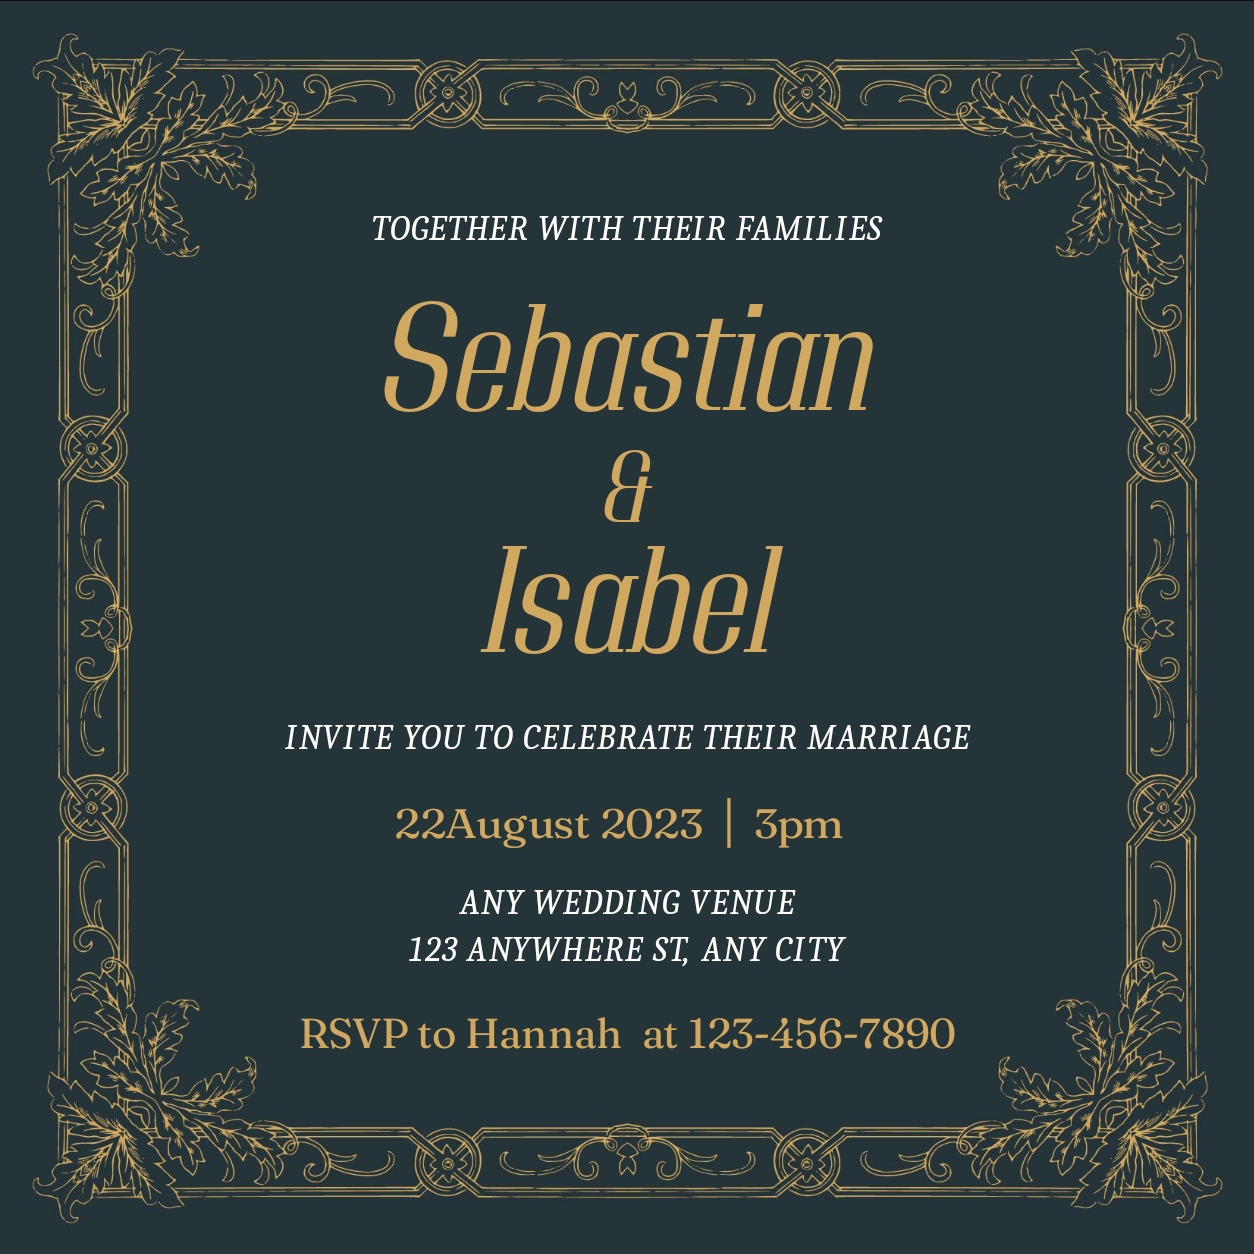 TOGETHER WITH THEIR FAMILIES
Sebastian
&
Isabel
INVITE YOU TO CELEBRATE THEIR MARRIAGE
22August 2023 | 3pm
ANY WEDDING VENUE
123 ANYWHERE ST, ANY CITY
RSVP to Hannah  at 123-456-7890